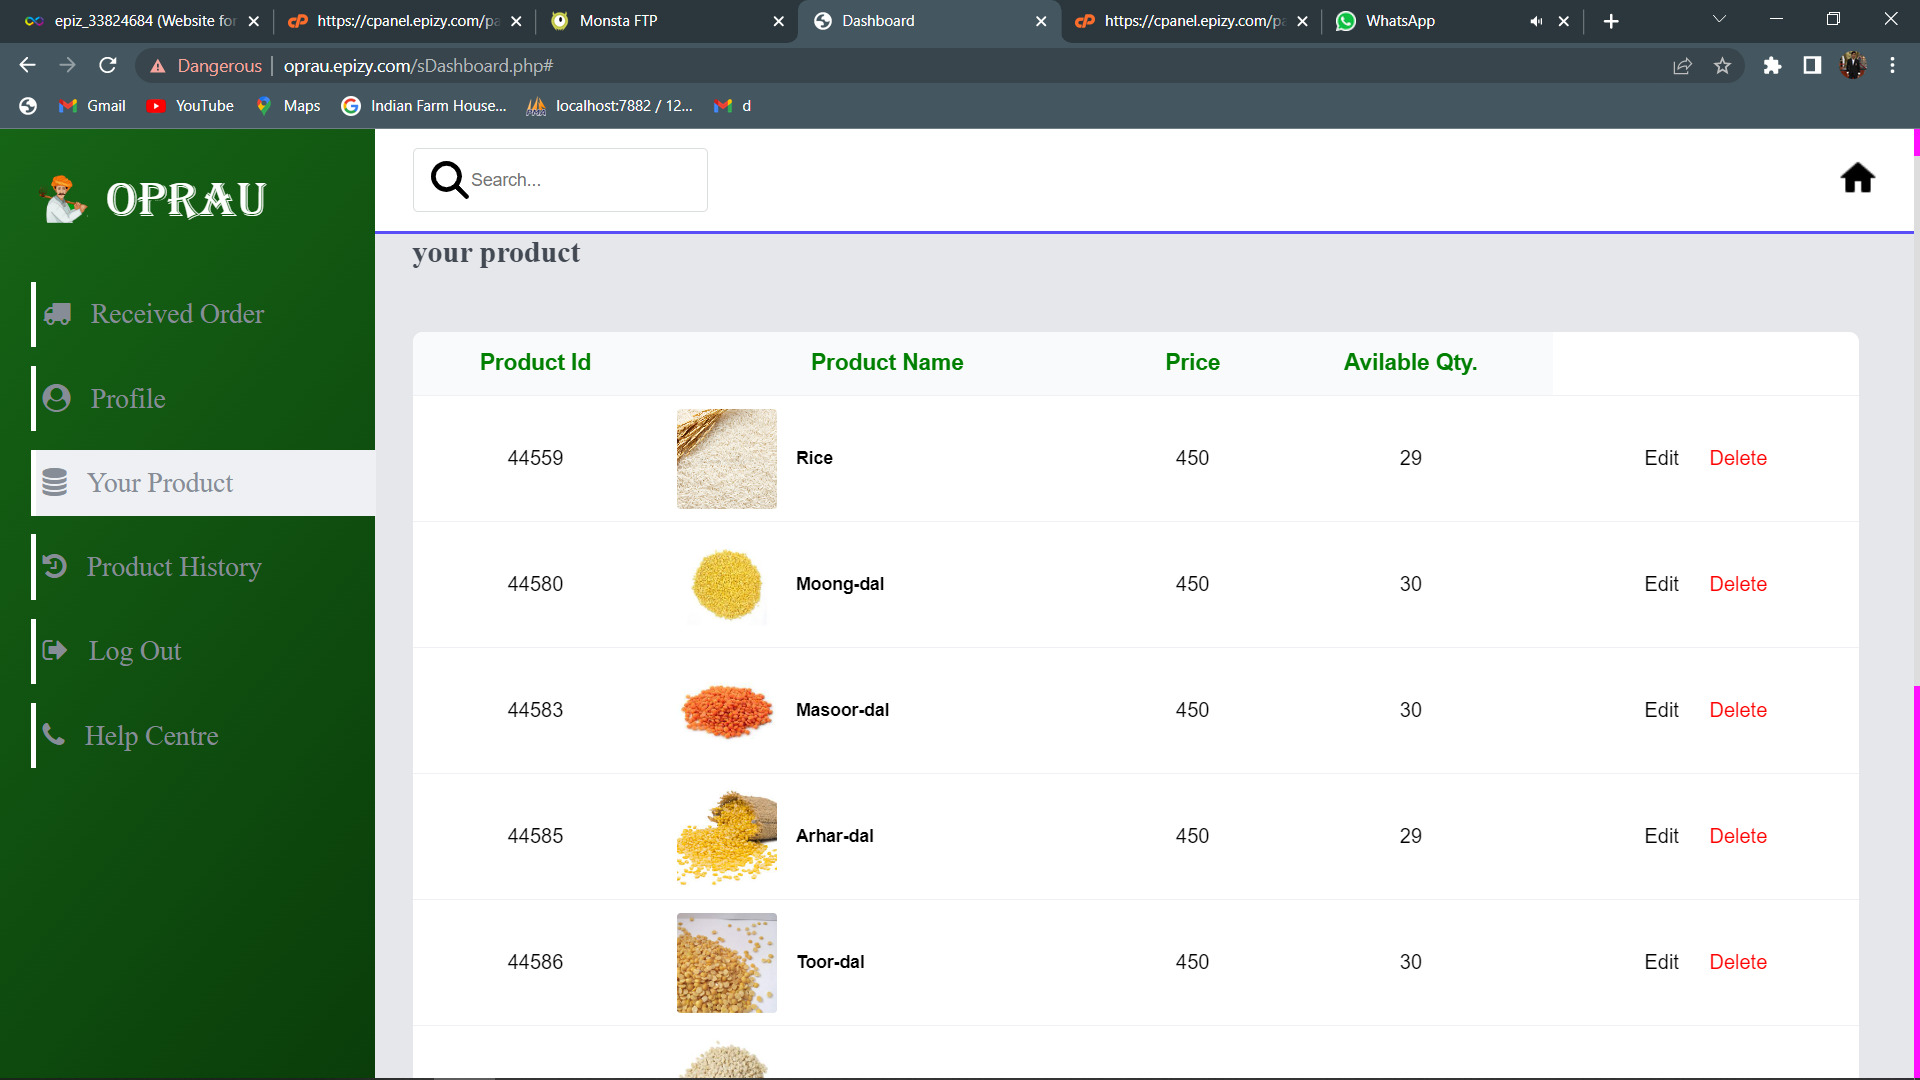 epiz_33824684 (Website for
https://cpanel.epizy.com/pa
Monsta FTP
Dashboard
https://cpanel.epizy.com/pa
WhatsApp
Dangerous
oprau.epizy.com/sDashboard.php#
Gmail
YouTube
Maps
Indian Farm House...
localhost:7882 / 12...
d
OPRAU
Search...
your product
Received Order
Profile
Your Product
Product History
Log Out
Help Centre
Product Id Product Name Price Avilable Qty.
44559 Rice 450 29 Edit Delete
44580 Moong-dal 450 30 Edit Delete
44583 Masoor-dal 450 30 Edit Delete
44585 Arhar-dal 450 29 Edit Delete
44586 Toor-dal 450 30 Edit Delete